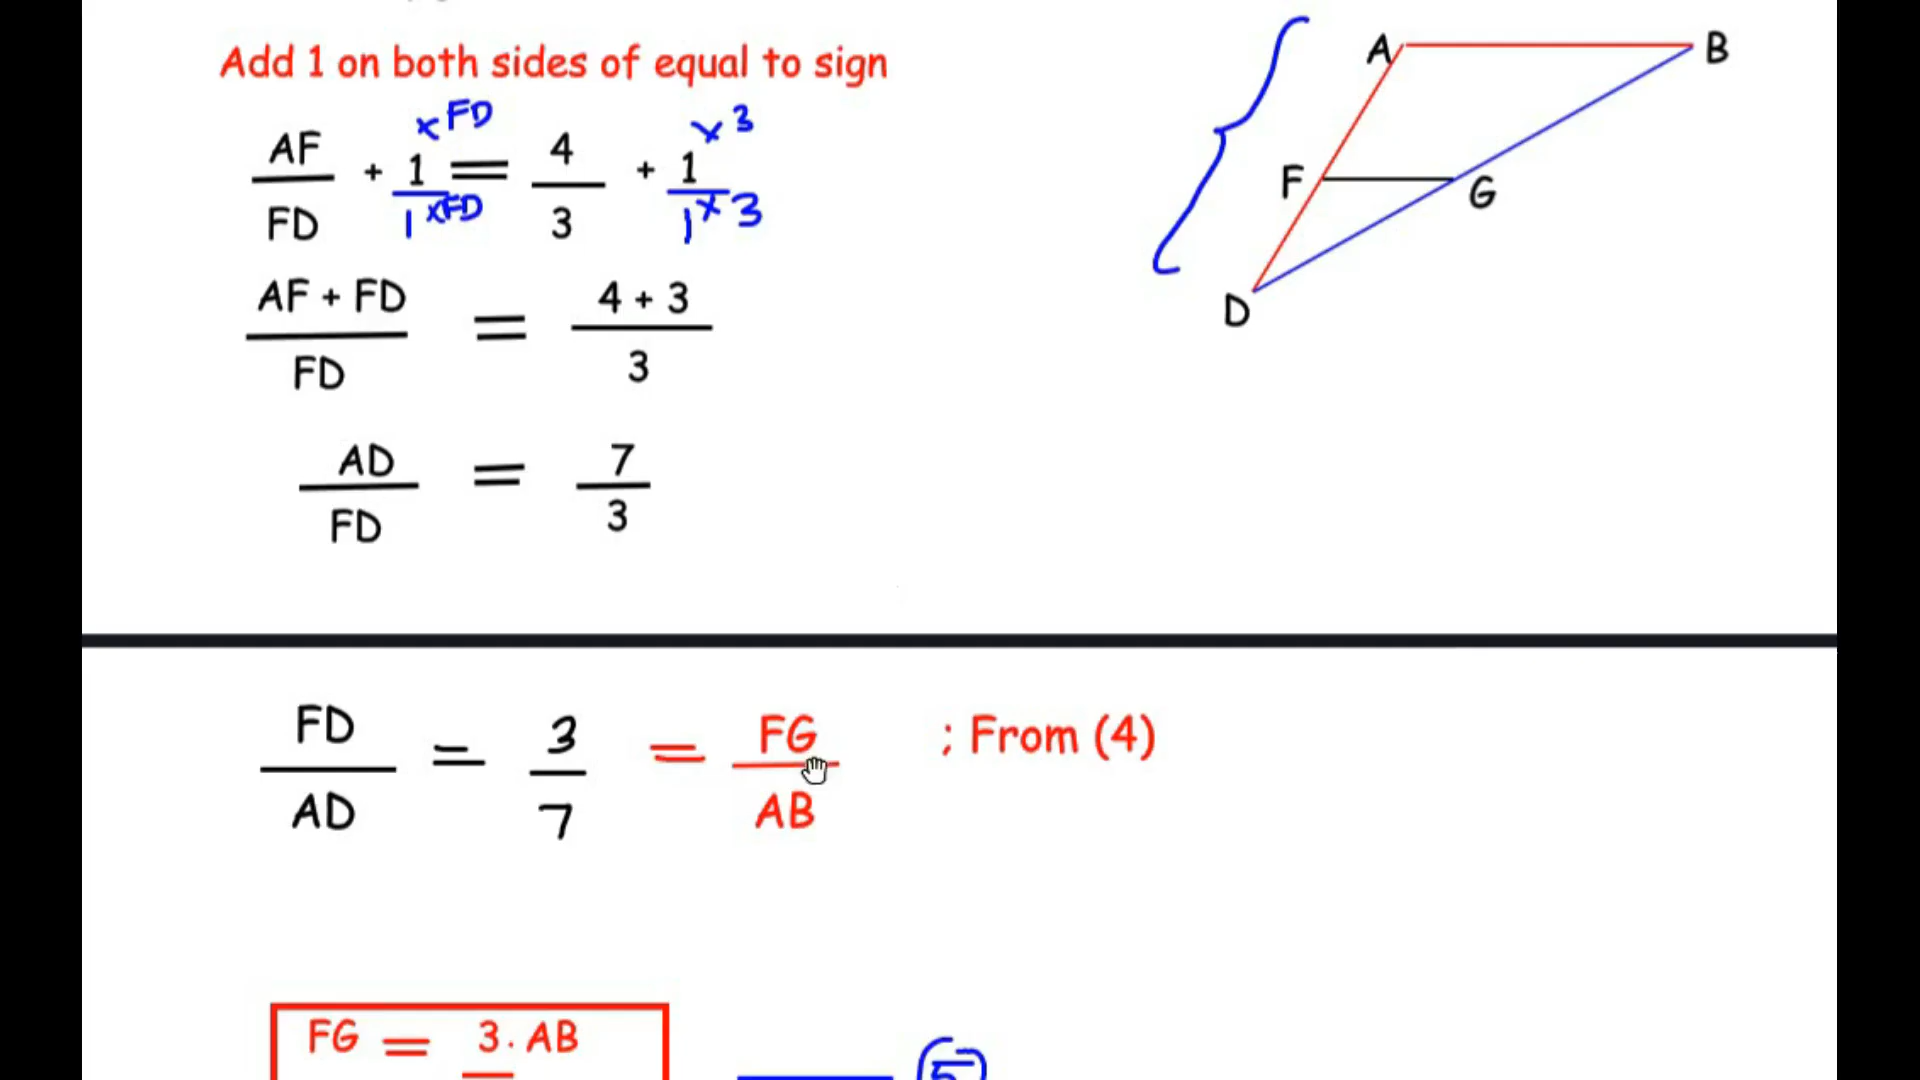 Add 1 on both sides of equal to sign
A B
x FD x 3
AF/FD + 1/1 = 4/3 + 1/1
xFD x 3
F G
AF + FD / FD = 4 + 3 / 3
D
AD/FD = 7/3
FD/AD = 3/7 = FG/AB ; From (4)
FG = 3. AB
5